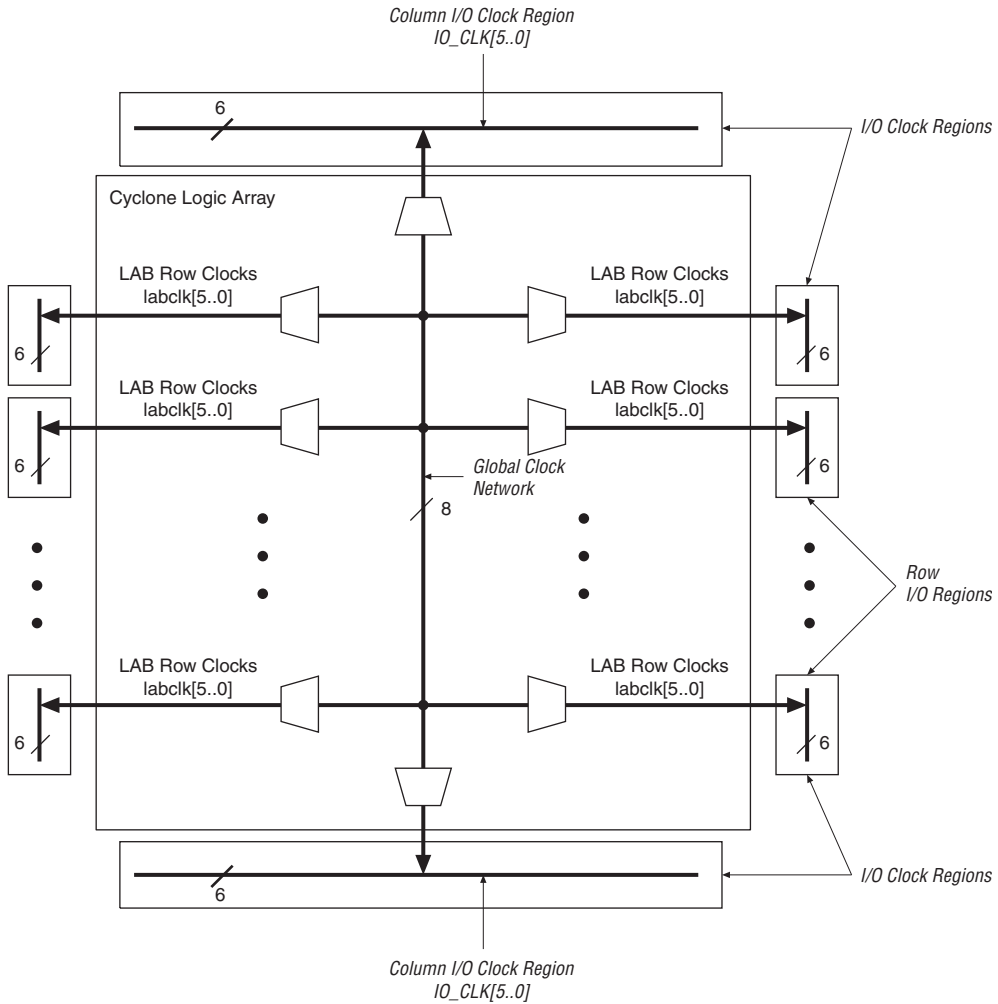 Column I/O Clock Region
IO_CLK[5..0]
6
I/O Clock Regions
Cyclone Logic Array
LAB Row Clocks
labclk[5..0]
LAB Row Clocks
labclk[5..0]
6
6
LAB Row Clocks
labclk[5..0]
LAB Row Clocks
labclk[5..0]
6
6
Global Clock
Network
8
Row
I/O Regions
LAB Row Clocks
labclk[5..0]
LAB Row Clocks
labclk[5..0]
6
6
I/O Clock Regions
6
Column I/O Clock Region
IO_CLK[5..0]